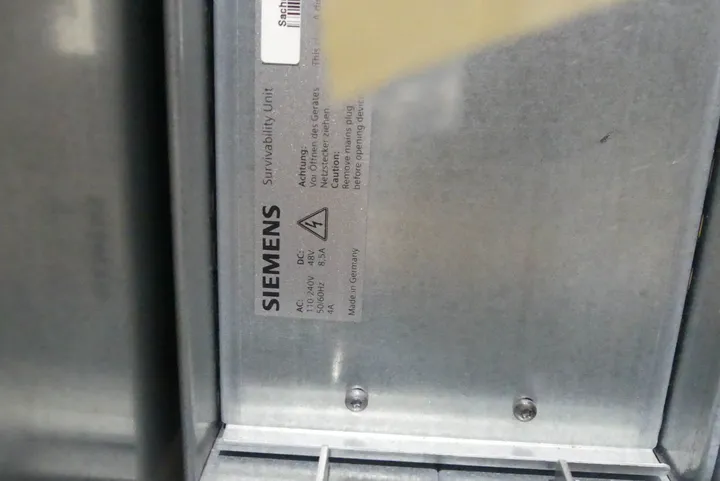 SIEMENS Survivability Unit
AC: DC:
110 240V 48V
50/60Hz 8.5A
4A
Made in Germany
Achtung:
Vor Öffnen des Gerätes
Netzstecker ziehen
Caution:
Remove mains plug
before opening device
Sach
This
A